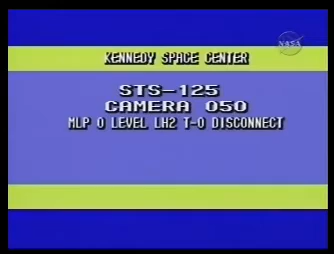 NASA
KENNEDY SPACE CENTER
STS-125
CAMERA 050
MLP 0 LEVEL LH2 T-0 DISCONNECT